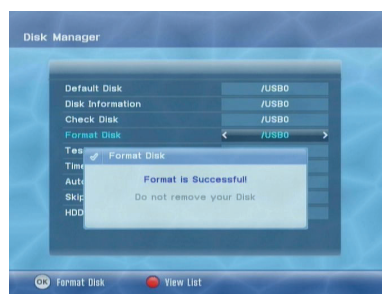 Disk Manager
Default Disk /USB0
Disk Information /USB0
Check Disk /USB0
Format Disk < /USB0 >
Tes
Format Disk
Time
Format is Successful!
Auto
Do not remove your Disk
Skip
HDD
OK Format Disk View List